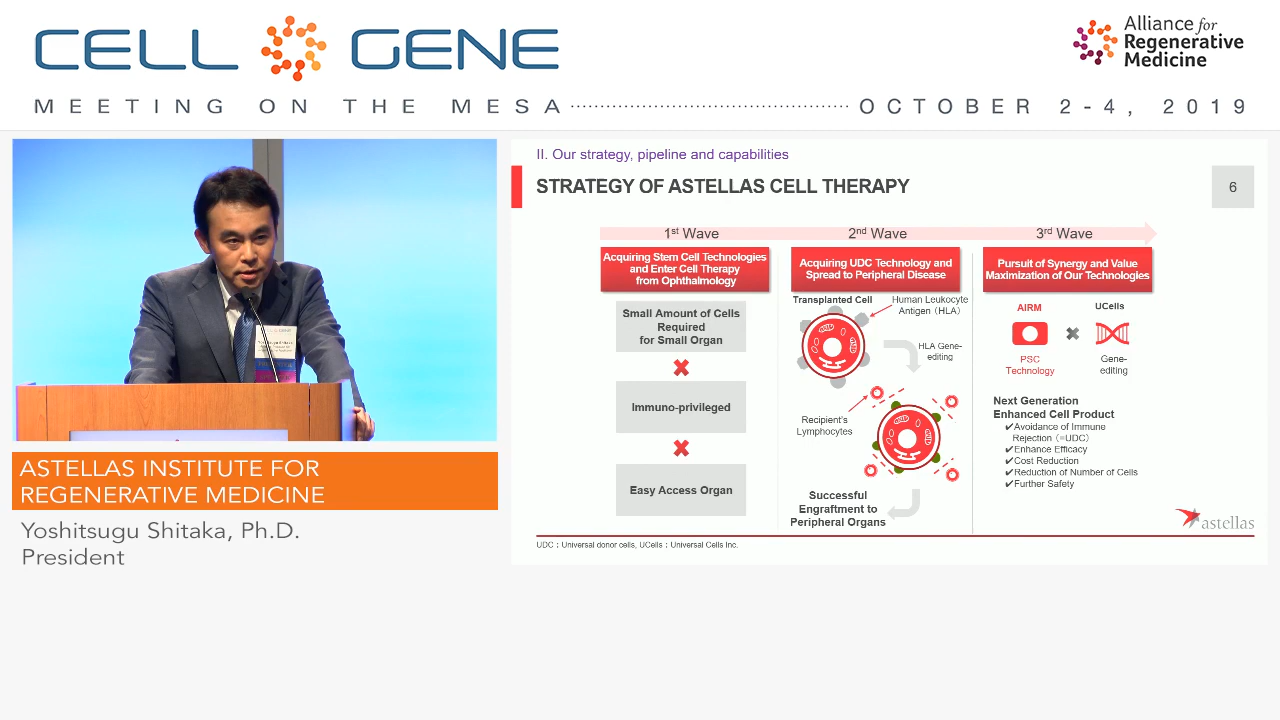 CELL GENE
Alliance for
Regenerative
Medicine
MEETING ON THE MESA
OCTOBER 2-4, 2019
ASTELLAS INSTITUTE FOR
REGENERATIVE MEDICINE
Yoshitsugu Shitaka, Ph.D.
President
II. Our strategy, pipeline and capabilities
STRATEGY OF ASTELLAS CELL THERAPY
6
1st Wave
2nd Wave
3rd Wave
Acquiring Stem Cell Technologies
and Enter Cell Therapy
from Ophthalmology
Small Amount of Cells
Required
for Small Organ
Immuno-privileged
Easy Access Organ
Acquiring UDC Technology and
Spread to Peripheral Disease
Transplanted Cell
Human Leukocyte
Antigen (HLA)
HLA Gene-
editing
Recipient's
Lymphocytes
Successful
Engraftment to
Peripheral Organs
Pursuit of Synergy and Value
Maximization of Our Technologies
AIRM
UCells
PSC
Technology
Gene-
editing
Next Generation
Enhanced Cell Product
✔Avoidance of Immune
Rejection (=UDC)
✔Enhance Efficacy
✔Cost Reduction
✔Reduction of Number of Cells
✔Further Safety
astellas
UDC : Universal donor cells, UCells : Universal Cells Inc.